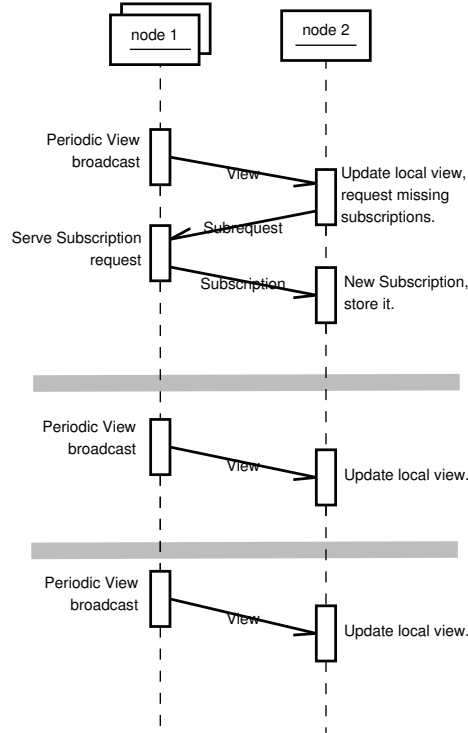 node 1
node 2
Periodic View
broadcast
View
Update local view,
request missing
subscriptions.
Subrequest
Serve Subscription
request
Subscription
New Subscription,
store it.
Periodic View
broadcast
View
Update local view.
Periodic View
broadcast
View
Update local view.